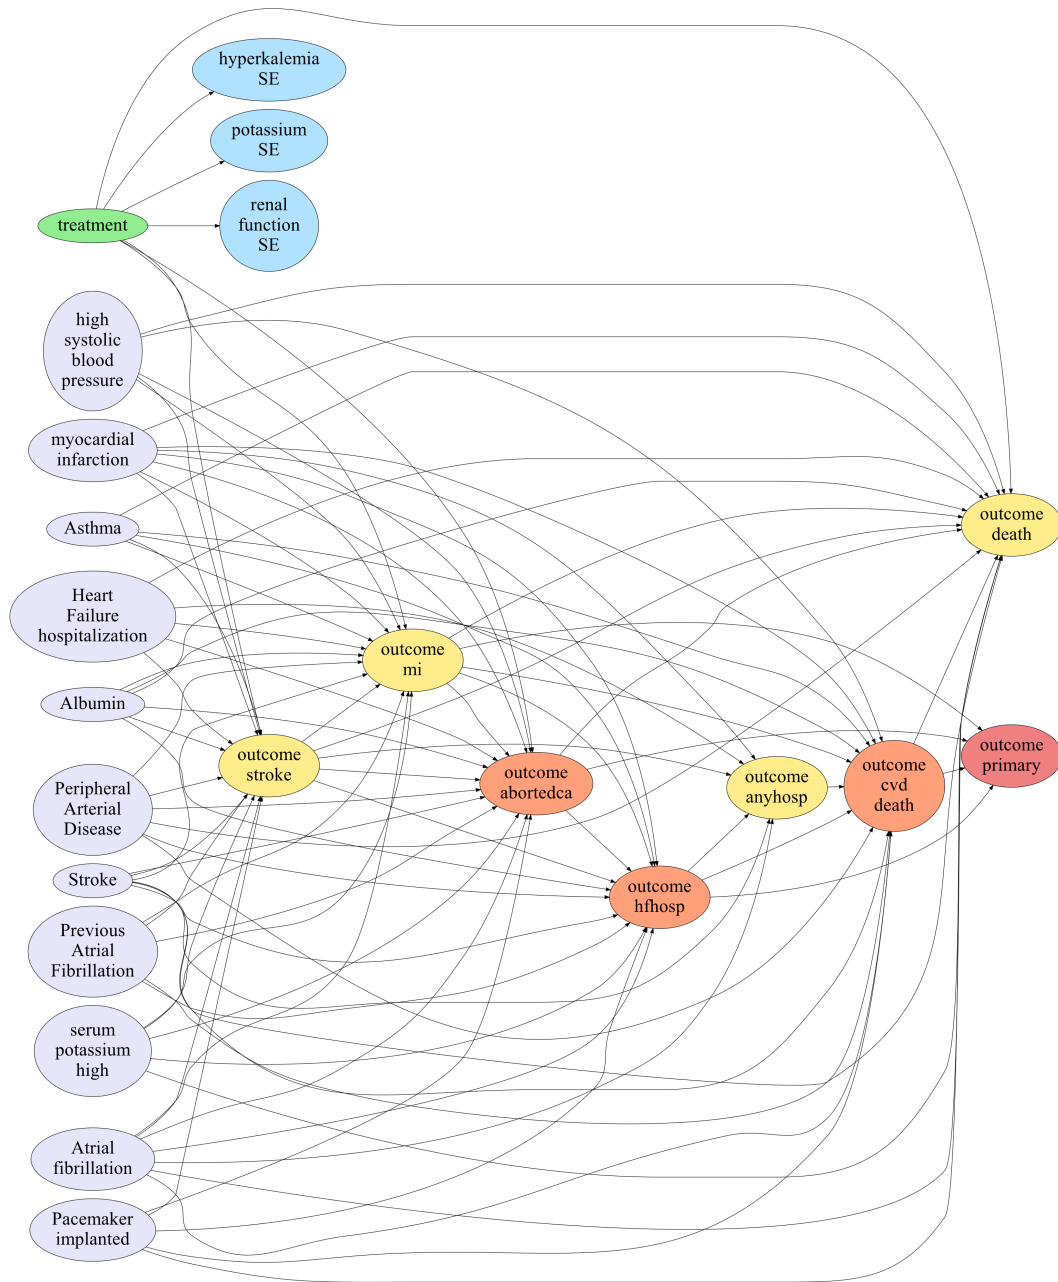 hyperkalemia
SE
potassium
SE
renal
function
SE
treatment
high
systolic
blood
pressure
myocardial
infarction
Asthma
Heart
Failure
hospitalization
Albumin
Peripheral
Arterial
Disease
Stroke
Previous
Atrial
Fibrillation
serum
potassium
high
Atrial
fibrillation
Pacemaker
implanted
outcome
stroke
outcome
mi
outcome
abortedca
outcome
hfhosp
outcome
anyhosp
outcome
cvd
death
outcome
death
outcome
primary